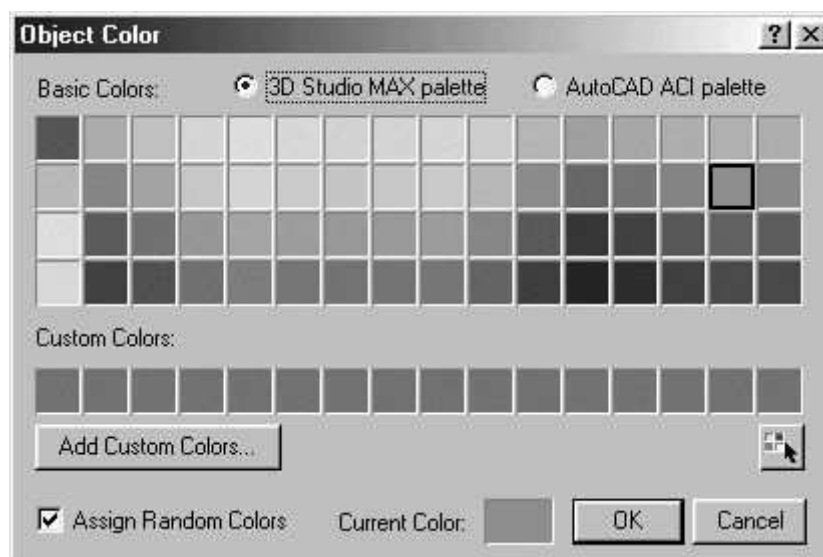 Object Color
Basic Colors: 3D Studio MAX palette AutoCAD ACI palette
Custom Colors:
Add Custom Colors...
Assign Random Colors Current Color: OK Cancel